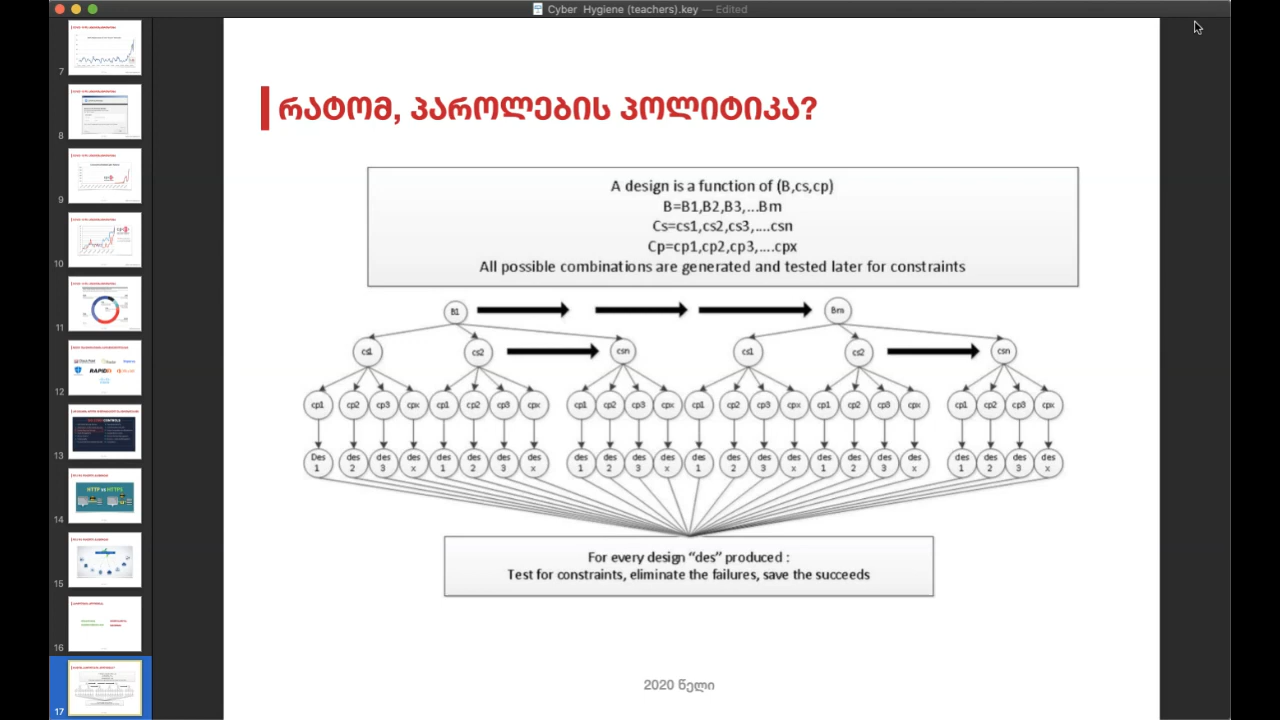 Cyber Hygiene (teachers).key — Edited
7
8
9
10
11
12
13
14
15
16
17
RAPID
HTTP vs HTTPS
რატომ, პაროლების პოლიტიკა?
A design is a function of (B,cs,cp)
B=B1,B2,B3,...Bm
Cs=cs1,cs2,cs3,....csn
Cp=cp1,cp2,cp3,....cpx
All possible combinations are generated and tested later for constraints
B1 Bm
cs1 cs2 csn cs1 cs2 csn
cp1 cp2 cp3 cpx cp1 cp2 cp3 cpx cp1 cp2 cp3 cpx cp1 cp2 cp3 cpx cp1 cp2 cp3 cpx cp1 cp2 cp3 cpx
Des 1 des 2 des 3 des x des 1 des 2 des 3 des x des 1 des 2 des 3 des x des 1 des 2 des 3 des x des 1 des 2 des 3 des x des 1 des 2 des 3 des x
For every design “des” produced :
Test for constraints, eliminate the failures, save the succeeds
2020 წელი